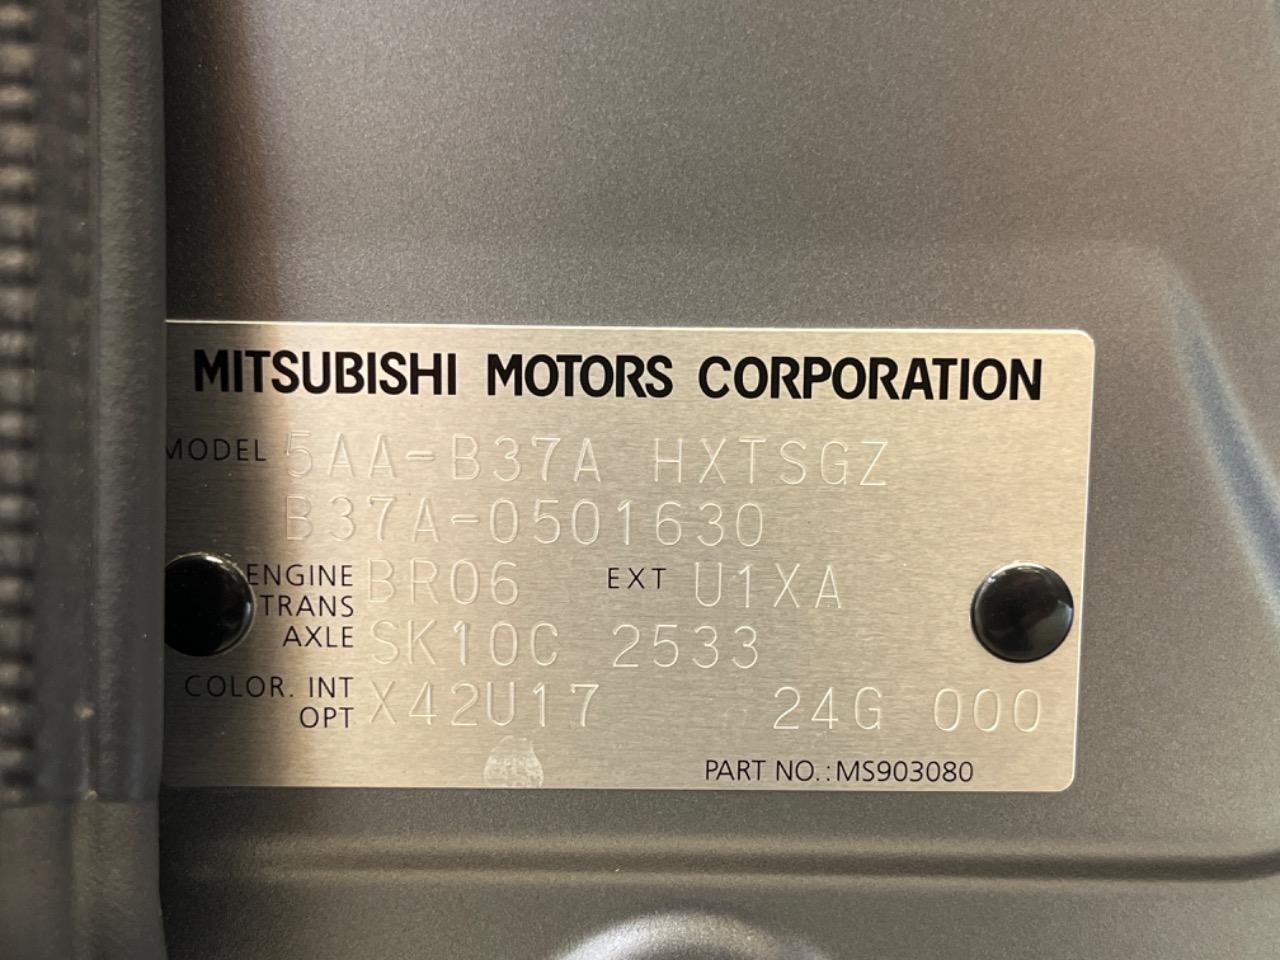 MITSUBISHI MOTORS CORPORATION
MODEL 5AA-B37A HXTSGZ
B37A-0501630
ENGINE BR06 EXT U1XA
TRANS
AXLE SK10C 2533
COLOR. INT
OPT X42U17 24G 000
PART NO.:MS903080